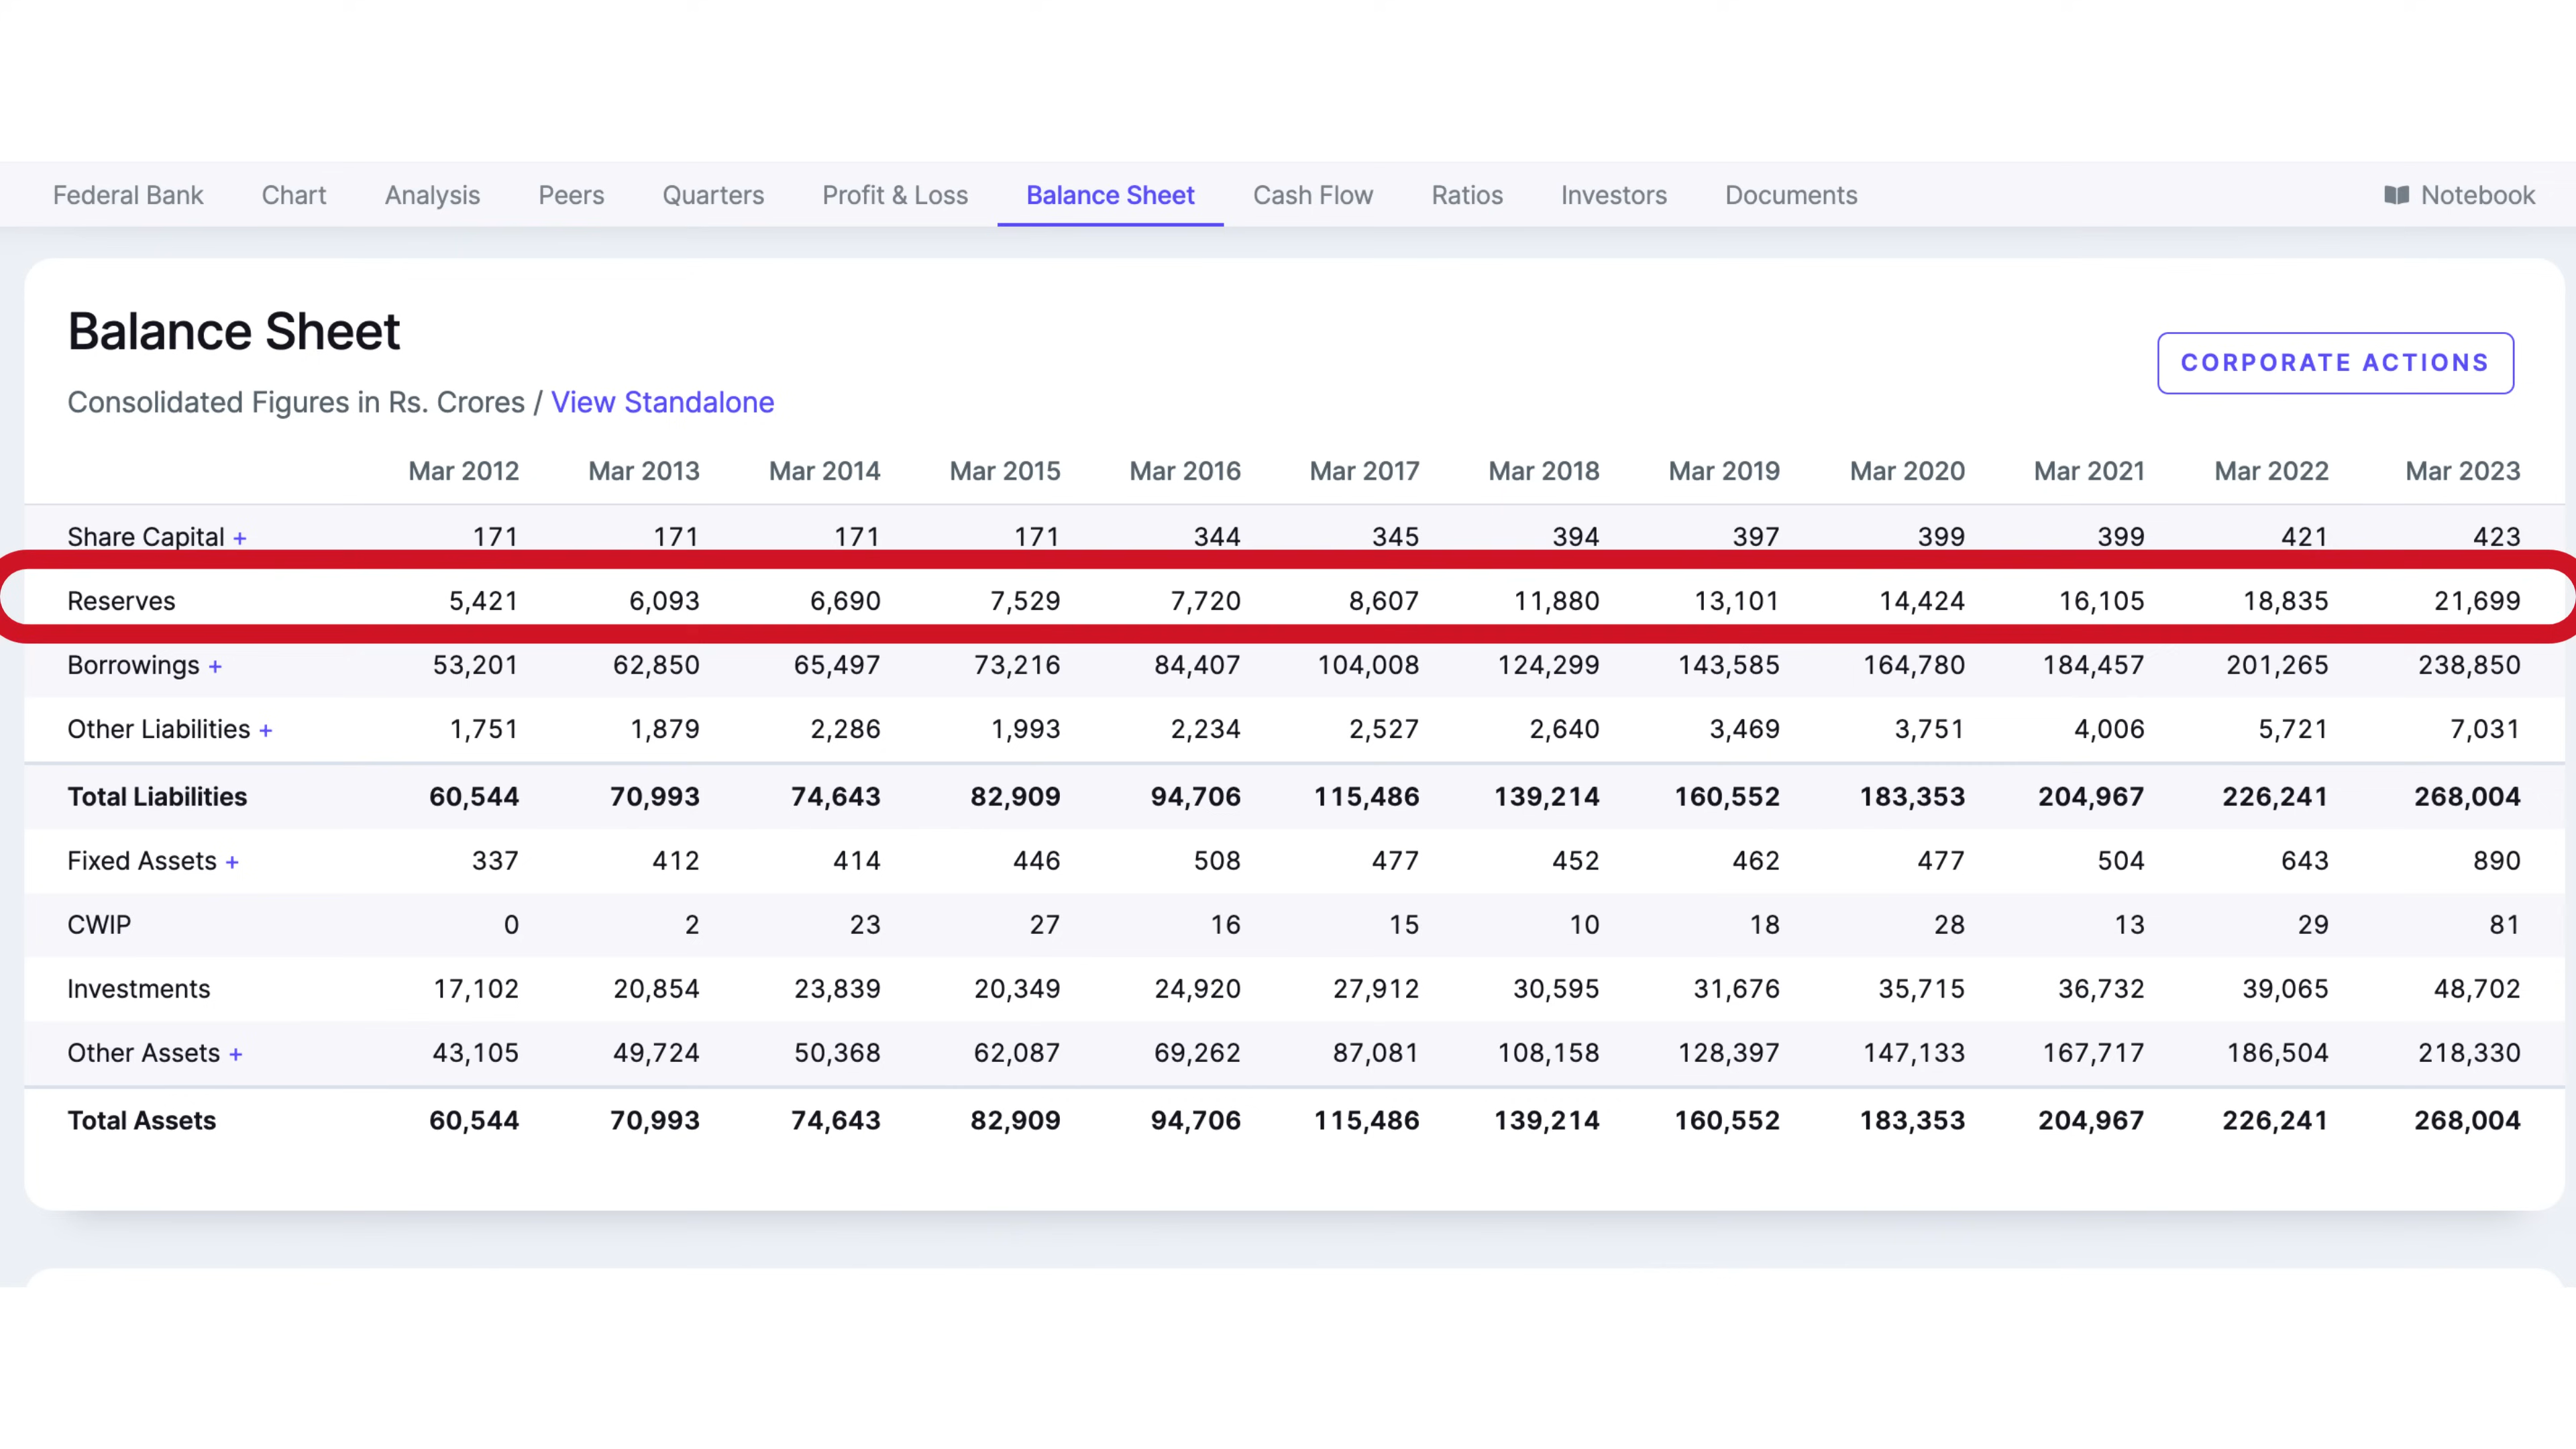 Federal Bank Chart Analysis Peers Quarters Profit & Loss Balance Sheet Cash Flow Ratios Investors Documents Notebook
Balance Sheet
CORPORATE ACTIONS
Consolidated Figures in Rs. Crores / View Standalone
Mar 2012 Mar 2013 Mar 2014 Mar 2015 Mar 2016 Mar 2017 Mar 2018 Mar 2019 Mar 2020 Mar 2021 Mar 2022 Mar 2023
Share Capital + 171 171 171 171 344 345 394 397 399 399 421 423
Reserves 5,421 6,093 6,690 7,529 7,720 8,607 11,880 13,101 14,424 16,105 18,835 21,699
Borrowings + 53,201 62,850 65,497 73,216 84,407 104,008 124,299 143,585 164,780 184,457 201,265 238,850
Other Liabilities + 1,751 1,879 2,286 1,993 2,234 2,527 2,640 3,469 3,751 4,006 5,721 7,031
Total Liabilities 60,544 70,993 74,643 82,909 94,706 115,486 139,214 160,552 183,353 204,967 226,241 268,004
Fixed Assets + 337 412 414 446 508 477 452 462 477 504 643 890
CWIP 0 2 23 27 16 15 10 18 28 13 29 81
Investments 17,102 20,854 23,839 20,349 24,920 27,912 30,595 31,676 35,715 36,732 39,065 48,702
Other Assets + 43,105 49,724 50,368 62,087 69,262 87,081 108,158 128,397 147,133 167,717 186,504 218,330
Total Assets 60,544 70,993 74,643 82,909 94,706 115,486 139,214 160,552 183,353 204,967 226,241 268,004